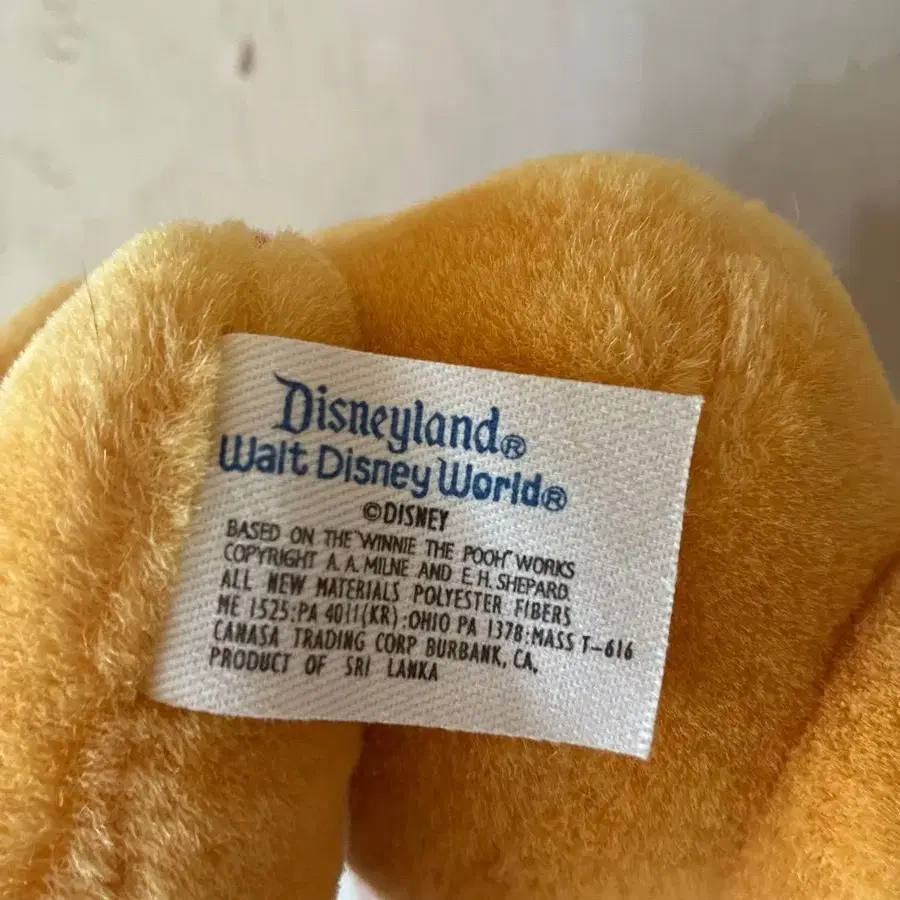 Disneyland®
Walt Disney World®
©DISNEY
BASED ON THE "WINNIE THE POOH" WORKS
COPYRIGHT A. A. MILNE AND E. H. SHEPARD.
ALL NEW MATERIALS POLYESTER FIBERS
ME 1525:PA 4011(KR):OHIO PA 1378:MASS T-616
CANASA TRADING CORP BURBANK, CA,
PRODUCT OF SRI LANKA